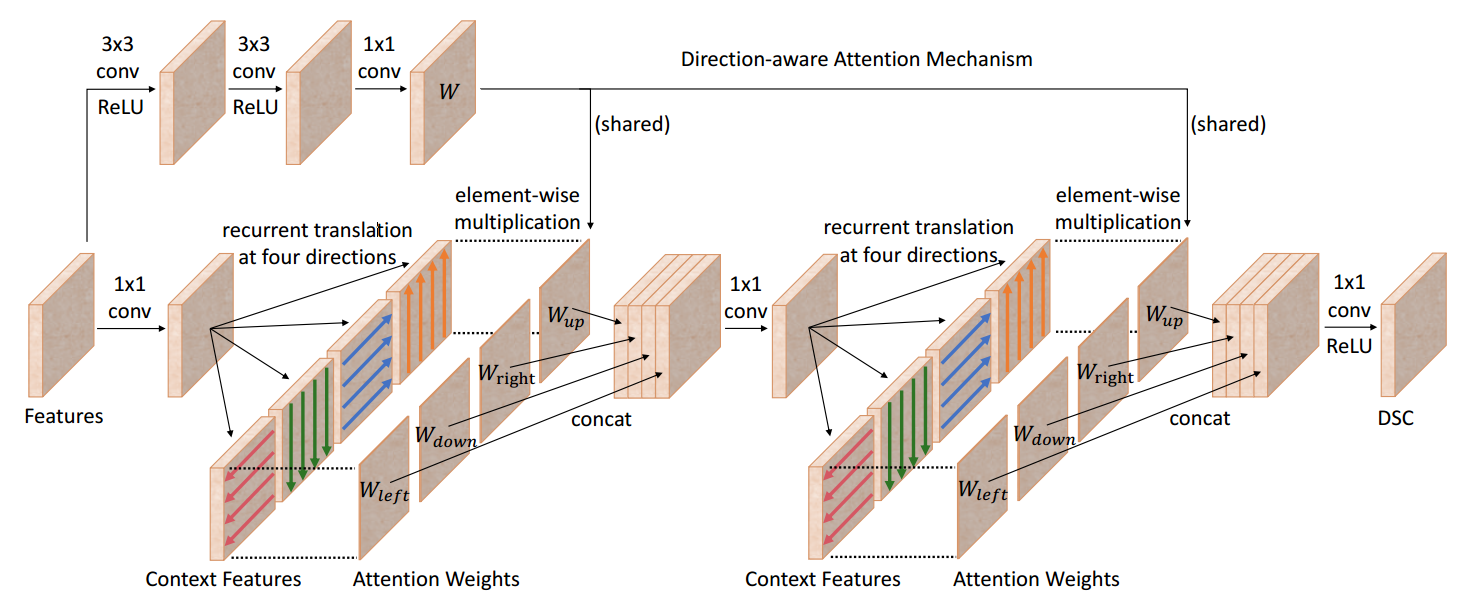 3x3
conv
ReLU
3x3
conv
ReLU
1x1
conv
W
Direction-aware Attention Mechanism
(shared)
(shared)
element-wise
multiplication
element-wise
multiplication
recurrent translation
at four directions
recurrent translation
at four directions
1x1
conv
1x1
conv
1x1
conv
ReLU
W_up
W_right
W_down
W_left
concat
W_up
W_right
W_down
W_left
concat
Features
DSC
Context Features
Attention Weights
Context Features
Attention Weights